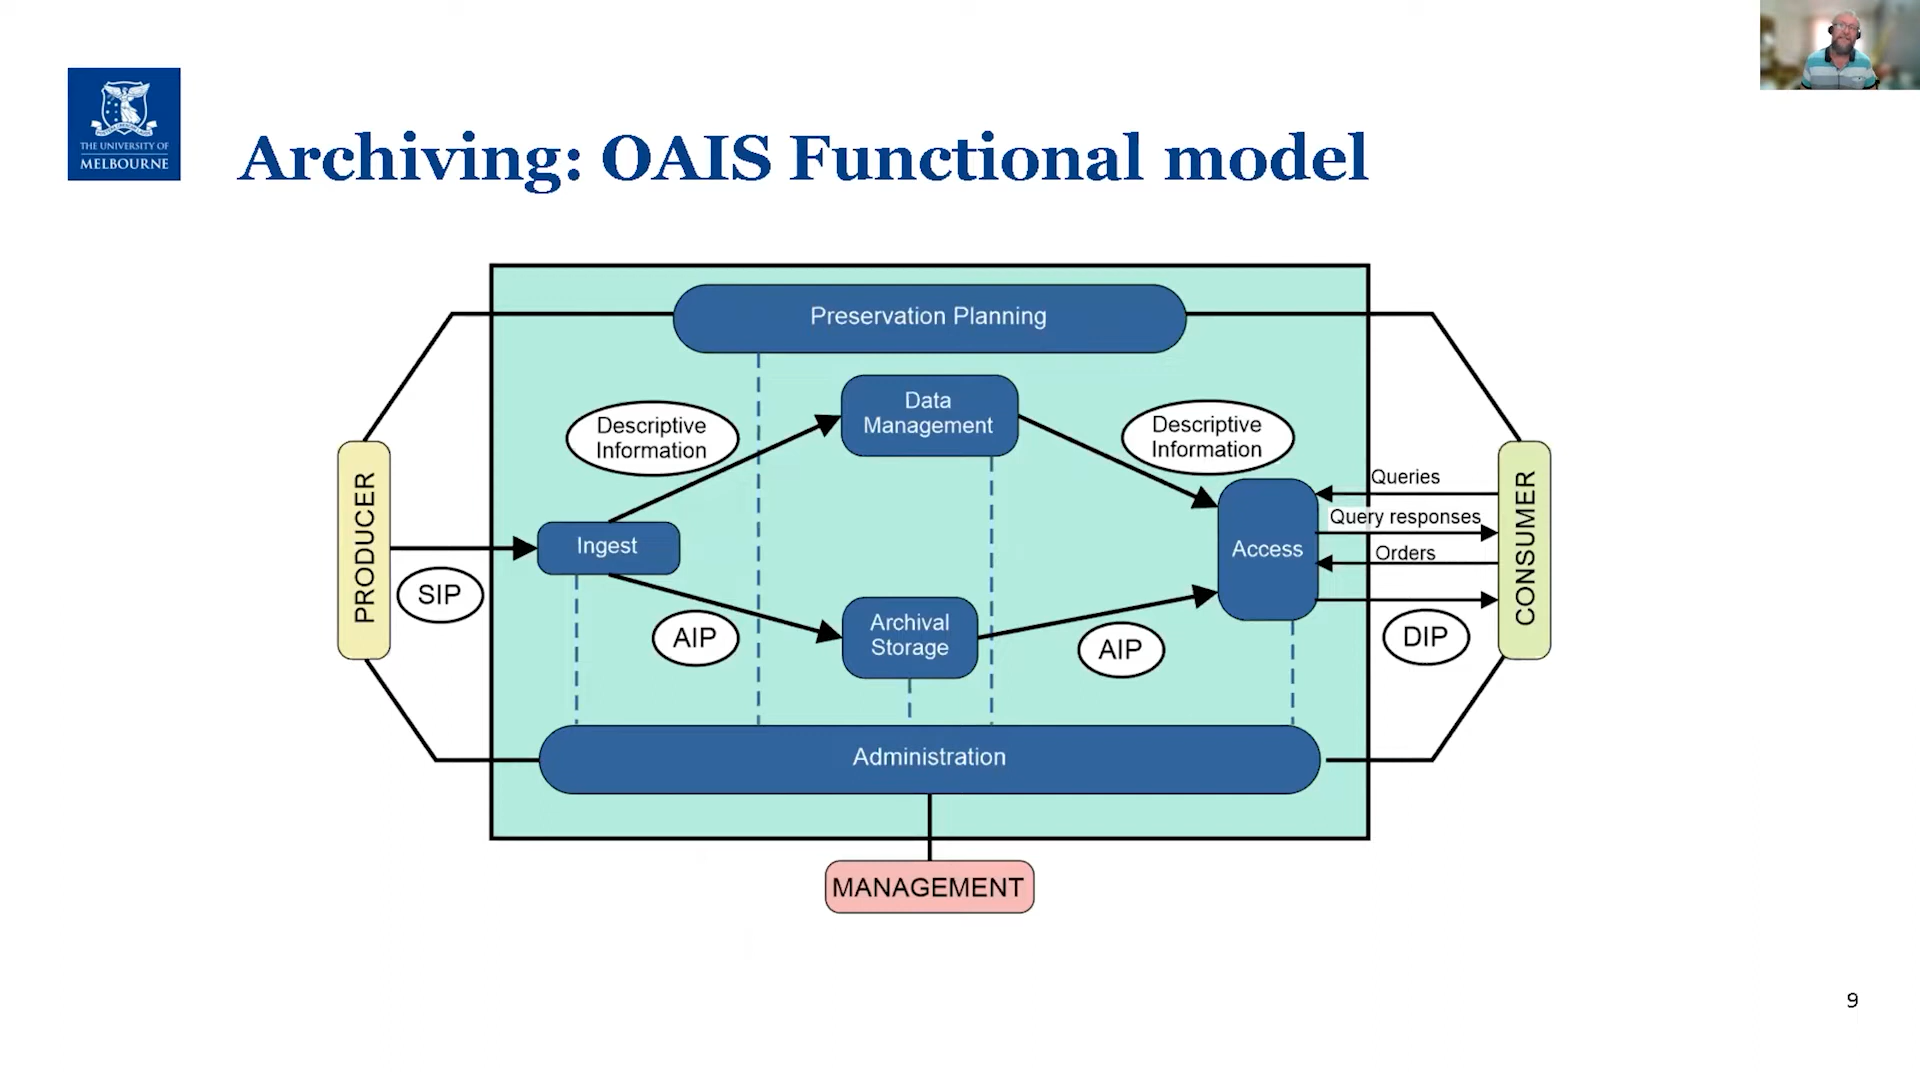 THE UNIVERSITY OF
MELBOURNE
Archiving: OAIS Functional model
Preservation Planning
Data
Management
Descriptive
Information
Descriptive
Information
PRODUCER
SIP
Ingest
AIP
Archival
Storage
AIP
Access
Queries
Query responses
Orders
DIP
CONSUMER
Administration
MANAGEMENT
9